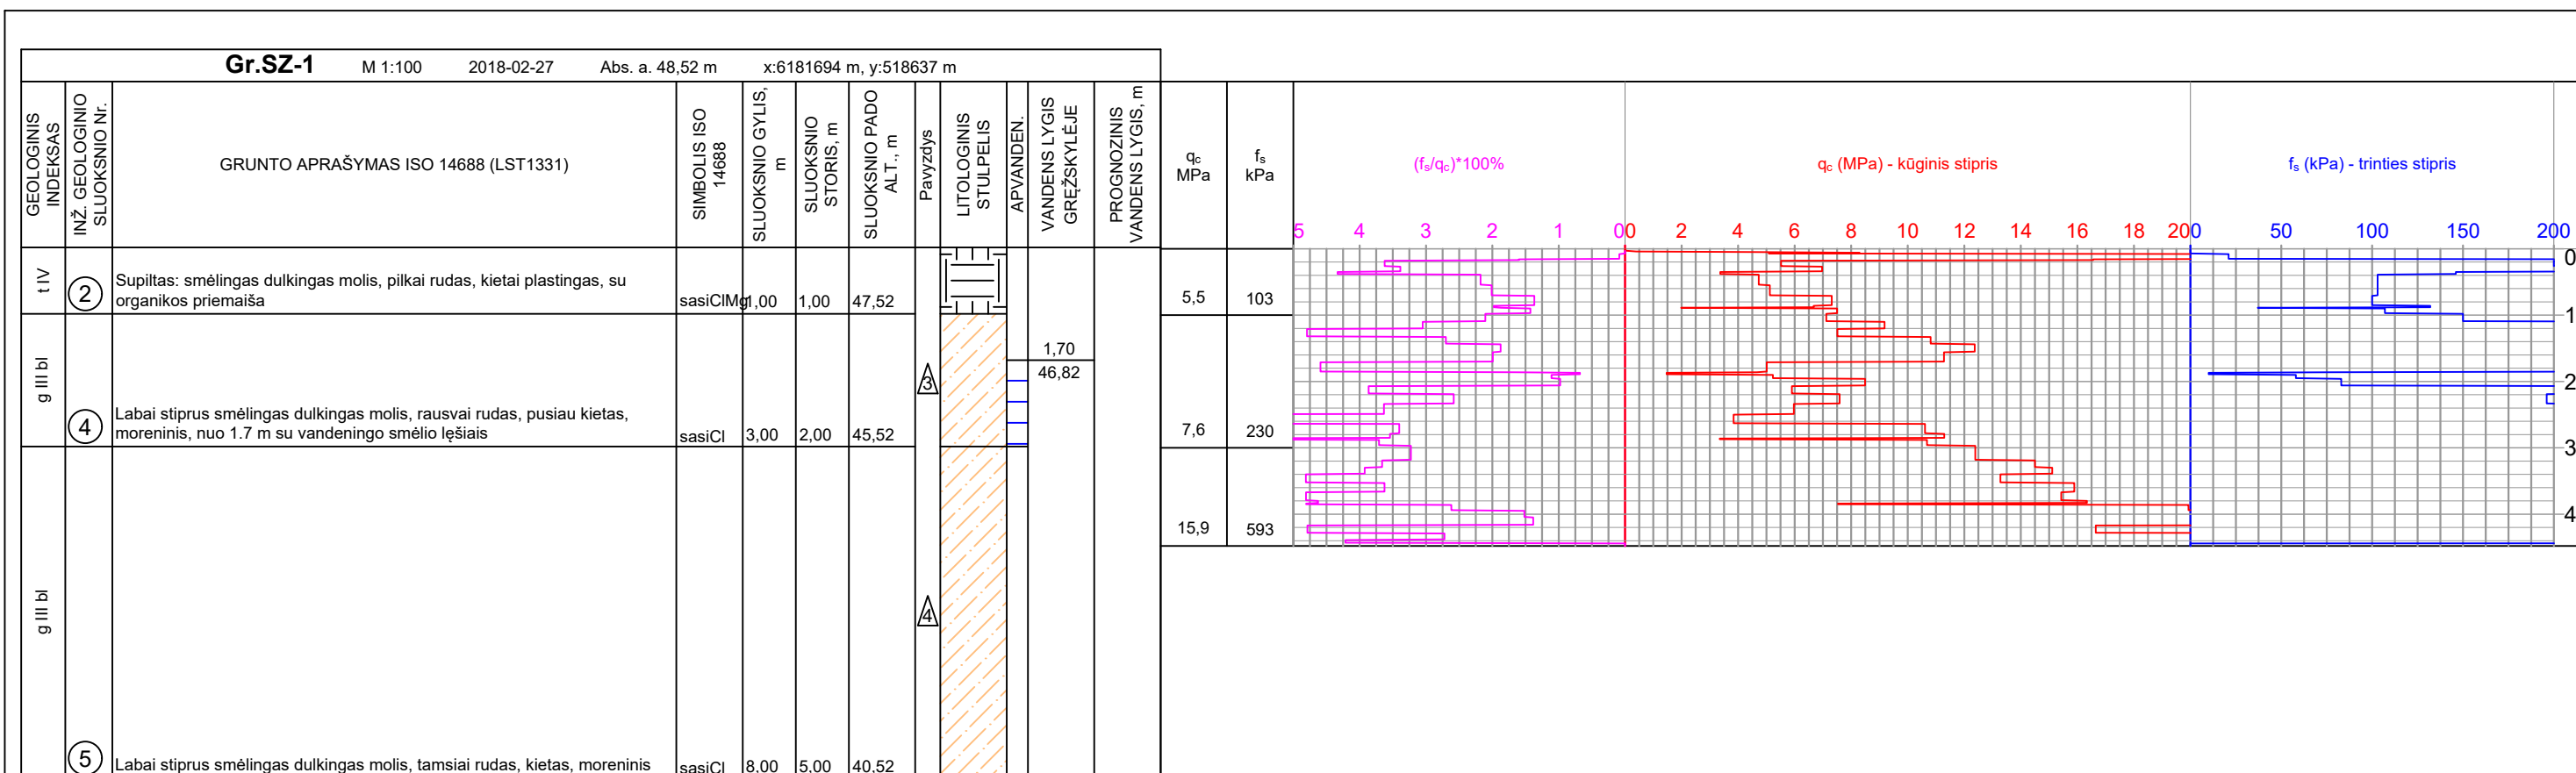 Gr.SZ-1 M 1:100 2018-02-27 Abs. a. 48,52 m x:6181694 m, y:518637 m
GEOLOGINIS
INDEKSAS
INŽ. GEOLOGINIO
SLUOKSNIO Nr.
GRUNTO APRAŠYMAS ISO 14688 (LST1331)
SIMBOLIS ISO
14688
SLUOKSNIO GYLIS,
m
SLUOKSNIO
STORIS, m
SLUOKSNIO PADO
ALT., m
Pavyzdys
LITOLOGINIS
STULPELIS
APVANDEN.
VANDENS LYGIS
GRĘŽSKYLĖJE
PROGNOZINIS
VANDENS LYGIS, m
qc
MPa
fs
kPa
(fs/qc)*100%
qc (MPa) - kūginis stipris
fs (kPa) - trinties stipris
5 4 3 2 1 0
0 2 4 6 8 10 12 14 16 18 20
0 50 100 150 200
0
1
2
3
4
t IV
2
Supiltas: smėlingas dulkingas molis, pilkai rudas, kietai plastingas, su
organikos priemaiša
sasiClMg 1,00 1,00 47,52
5,5 103
g III bl
4
Labai stiprus smėlingas dulkingas molis, rausvai rudas, pusiau kietas,
moreninis, nuo 1.7 m su vandeningo smėlio lęšiais
sasiCl 3,00 2,00 45,52
3
1,70
46,82
7,6 230
15,9 593
g III bl
4
5
Labai stiprus smėlingas dulkingas molis, tamsiai rudas, kietas, moreninis
sasiCl 8,00 5,00 40,52